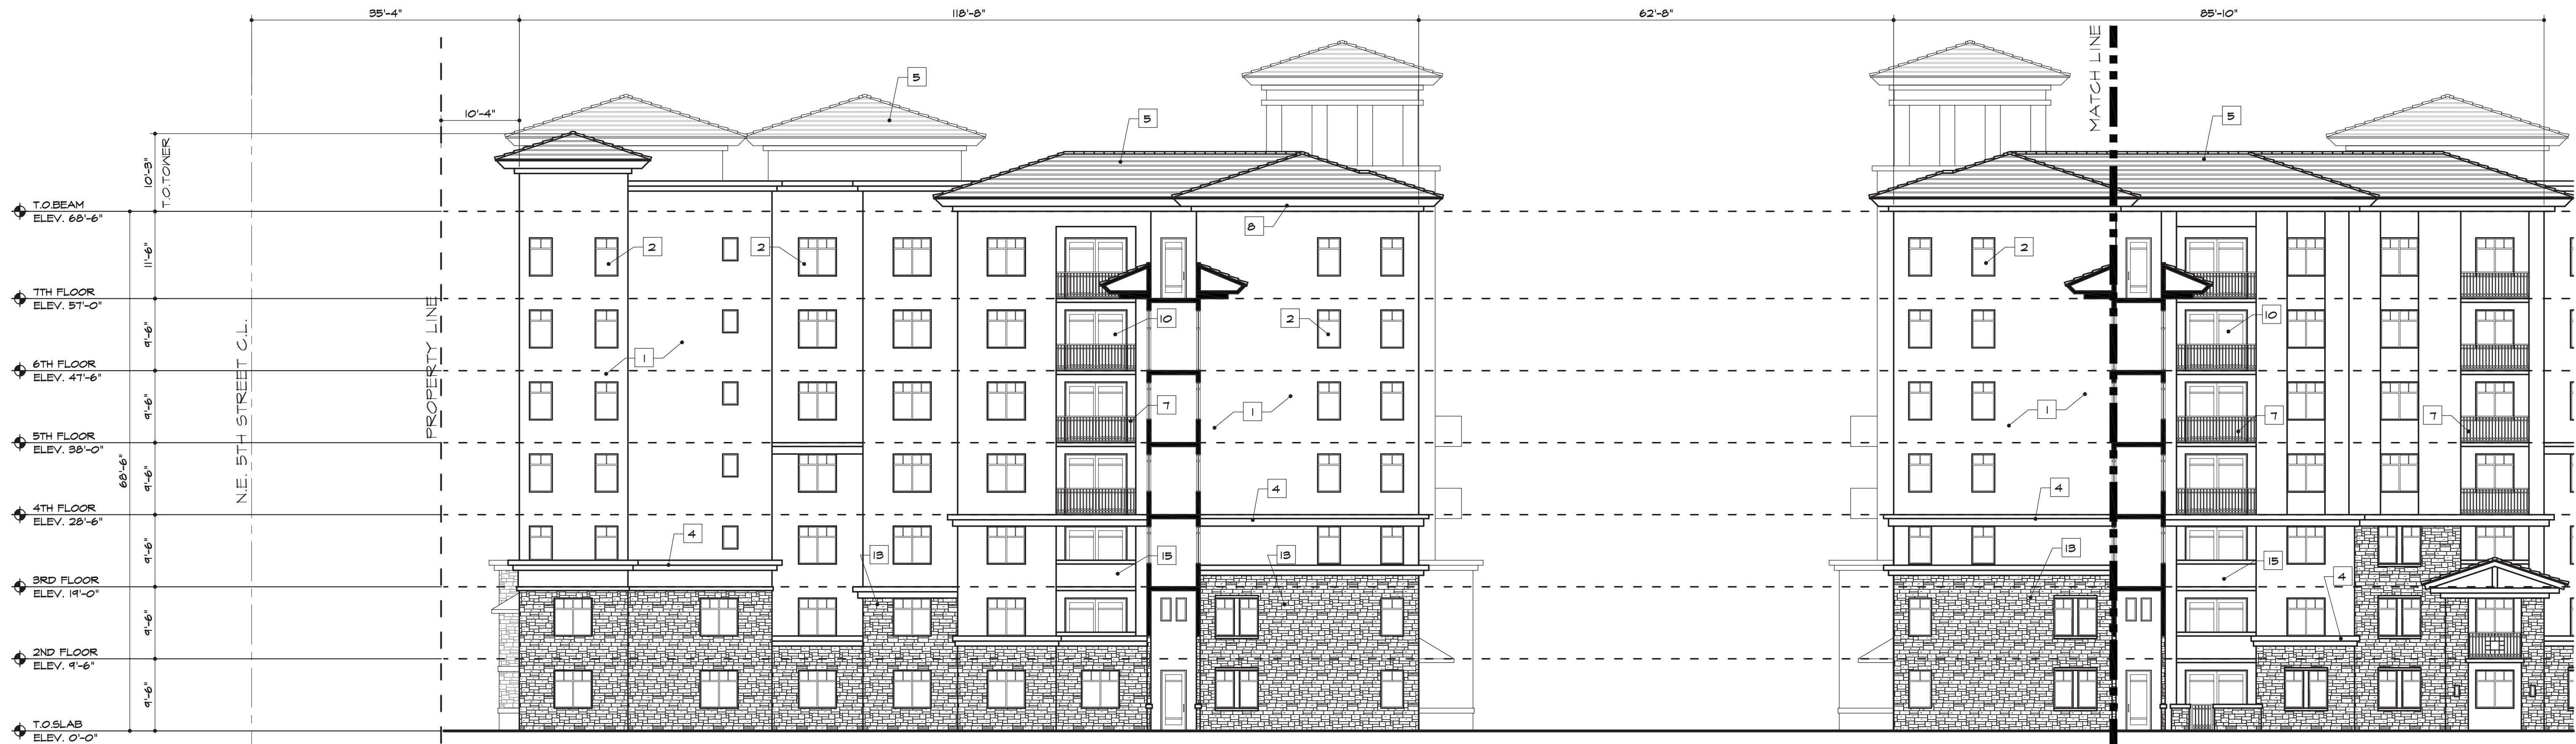 35'-4"
118'-8"
62'-8"
85'-10"
MATCH LINE
5
10'-4"
5
5
10'-3"
T.O.TOWER
T.O.BEAM
ELEV. 68'-6"
8
11'-6"
2
2
2
7TH FLOOR
ELEV. 57'-0"
PROPERTY LINE
N.E. 5TH STREET C.L.
9'-6"
10
2
10
1
6TH FLOOR
ELEV. 47'-6"
9'-6"
7
1
1
7
7
5TH FLOOR
ELEV. 38'-0"
68'-6"
9'-6"
4
4
4TH FLOOR
ELEV. 28'-6"
9'-6"
4
13
15
13
15
4
3RD FLOOR
ELEV. 19'-0"
9'-6"
2ND FLOOR
ELEV. 9'-6"
9'-6"
T.O.SLAB
ELEV. 0'-0"